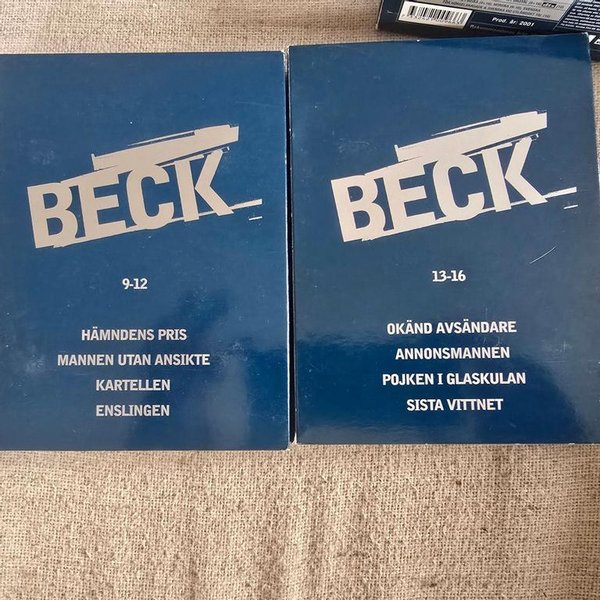 Prod. år: 2001
BECK
9-12
HÄMNDENS PRIS
MANNEN UTAN ANSIKTE
KARTELLEN
ENSLINGEN
BECK
13-16
OKÄND AVSÄNDARE
ANNONSMANNEN
POJKEN I GLASKULAN
SISTA VITTNET